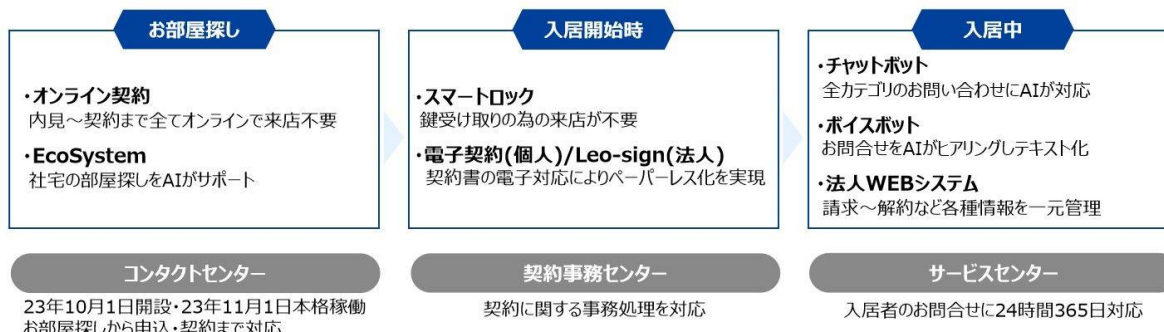 お部屋探し
・オンライン契約
内見～契約まで全てオンラインで来店不要
・EcoSystem
社宅の部屋探しをAIがサポート
コンタクトセンター
23年10月1日開設・23年11月1日本格稼働
お部屋探しから申込・契約まで対応
入居開始時
・スマートロック
鍵受け取りの為の来店が不要
・電子契約(個人)/Leo-sign(法人)
契約書の電子対応によりペーパーレス化を実現
契約事務センター
契約に関する事務処理を対応
入居中
・チャットボット
全カテゴリのお問い合わせにAIが対応
・ボイスボット
お問合せをAIがヒアリングしテキスト化
・法人WEBシステム
請求～解約など各種情報を一元管理
サービスセンター
入居者のお問合せに24時間365日対応